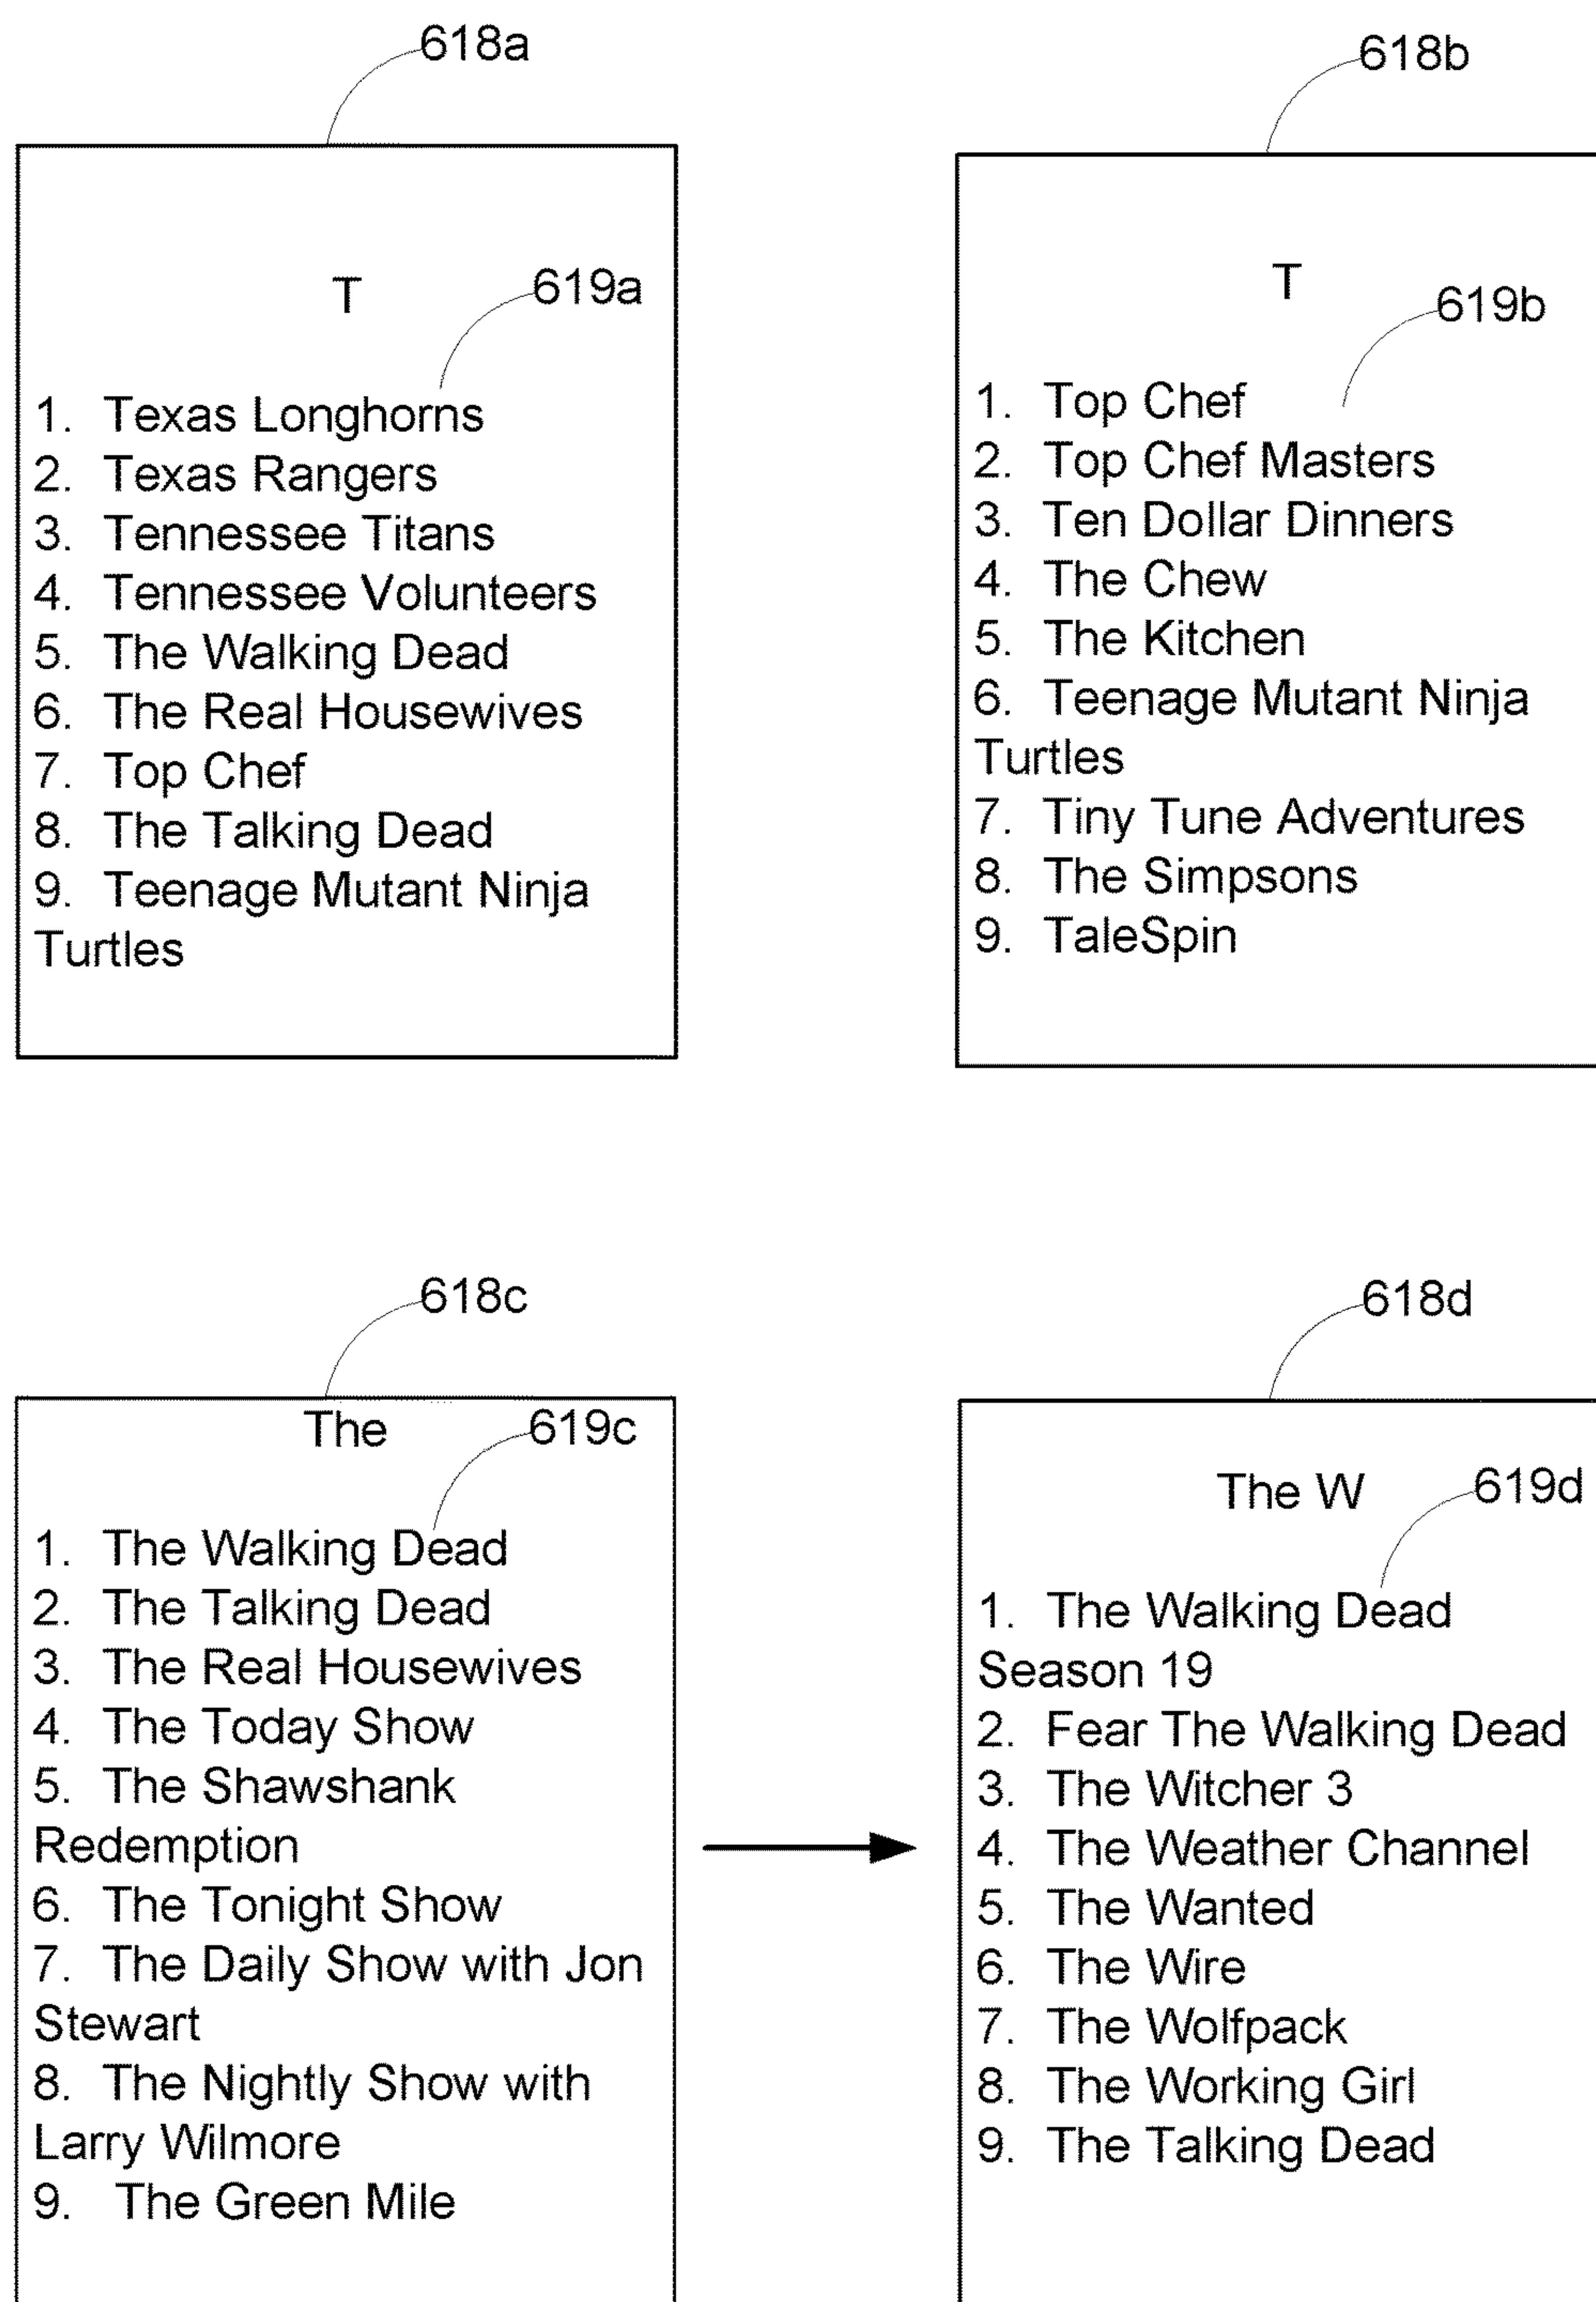 618a
T
619a
1. Texas Longhorns
2. Texas Rangers
3. Tennessee Titans
4. Tennessee Volunteers
5. The Walking Dead
6. The Real Housewives
7. Top Chef
8. The Talking Dead
9. Teenage Mutant Ninja
Turtles
618b
T
619b
1. Top Chef
2. Top Chef Masters
3. Ten Dollar Dinners
4. The Chew
5. The Kitchen
6. Teenage Mutant Ninja
Turtles
7. Tiny Tune Adventures
8. The Simpsons
9. TaleSpin
618c
The
619c
1. The Walking Dead
2. The Talking Dead
3. The Real Housewives
4. The Today Show
5. The Shawshank
Redemption
6. The Tonight Show
7. The Daily Show with Jon
Stewart
8. The Nightly Show with
Larry Wilmore
9. The Green Mile
618d
The W
619d
1. The Walking Dead
Season 19
2. Fear The Walking Dead
3. The Witcher 3
4. The Weather Channel
5. The Wanted
6. The Wire
7. The Wolfpack
8. The Working Girl
9. The Talking Dead